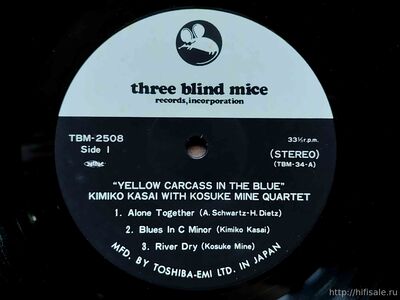 three blind mice
records, incorporation
TBM-2508
Side 1
33⅓ r.p.m.
(STEREO)
(TBM-34-A)
"YELLOW CARCASS IN THE BLUE"
KIMIKO KASAI WITH KOSUKE MINE QUARTET
1. Alone Together (A. Schwartz-H. Dietz)
2. Blues In C Minor (Kimiko Kasai)
3. River Dry (Kosuke Mine)
MFD. BY TOSHIBA-EMI LTD. IN JAPAN
http://hifisale.ru